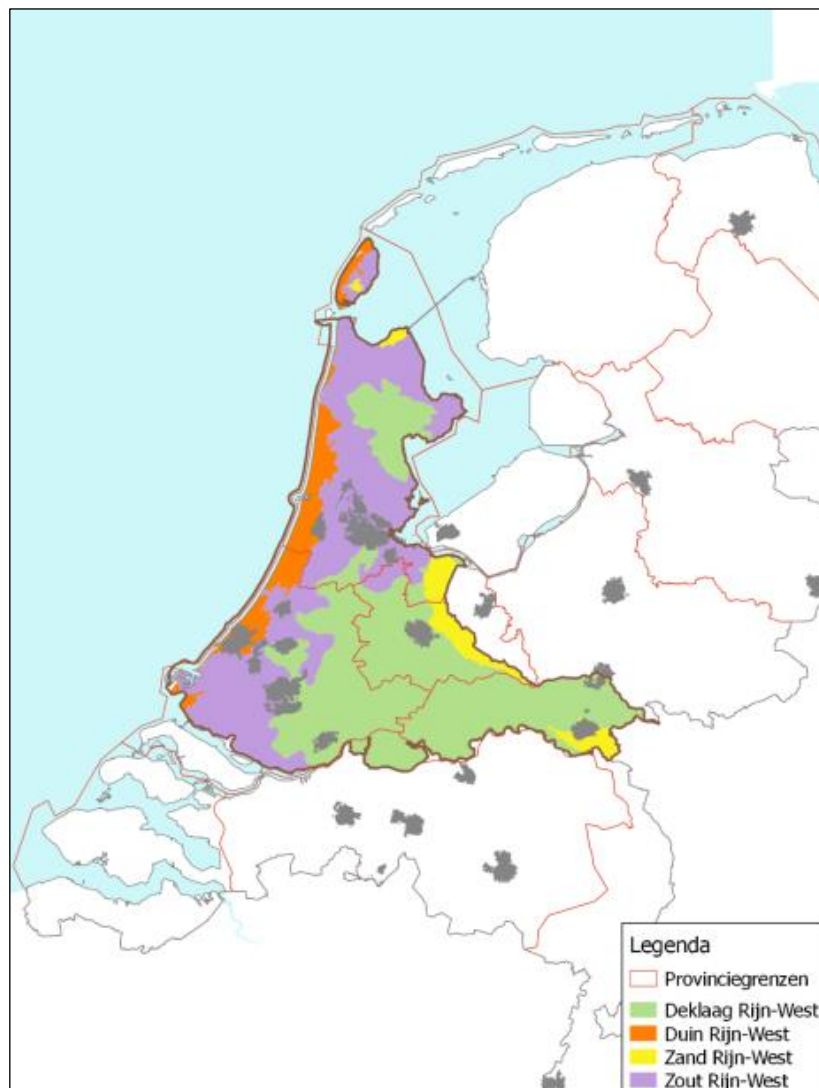 Legenda
Provinciegrenzen
Deklaag Rijn-West
Duin Rijn-West
Zand Rijn-West
Zout Rijn-West